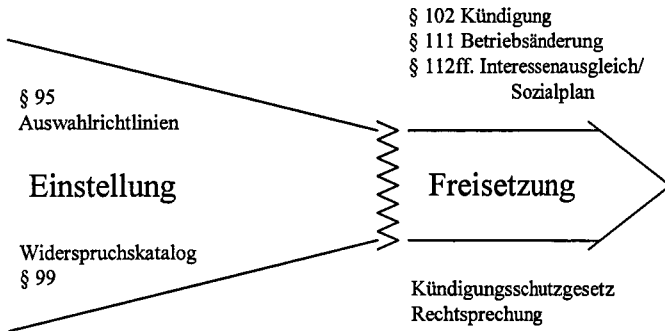 § 102 Kündigung
§ 111 Betriebsänderung
§ 112ff. Interessenausgleich/
Sozialplan
§ 95
Auswahlrichtlinien
Einstellung
Freisetzung
Widerspruchskatalog
§ 99
Kündigungsschutzgesetz
Rechtsprechung